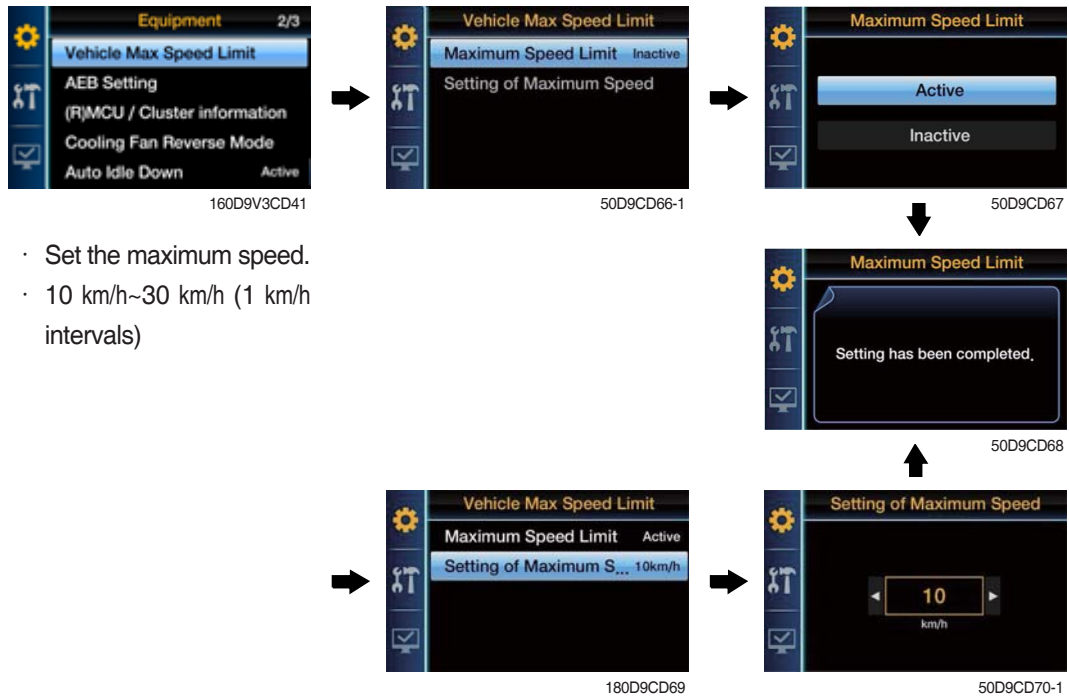 Equipment 2/3
Vehicle Max Speed Limit
AEB Setting
(R)MCU / Cluster information
Cooling Fan Reverse Mode
Auto Idle Down Active
160D9V3CD41
Vehicle Max Speed Limit
Maximum Speed Limit Inactive
Setting of Maximum Speed
50D9CD66-1
Maximum Speed Limit
Active
Inactive
50D9CD67
· Set the maximum speed.
· 10 km/h~30 km/h (1 km/h
intervals)
Maximum Speed Limit
Setting has been completed.
50D9CD68
Vehicle Max Speed Limit
Maximum Speed Limit Active
Setting of Maximum S... 10km/h
180D9CD69
Setting of Maximum Speed
10
km/h
50D9CD70-1